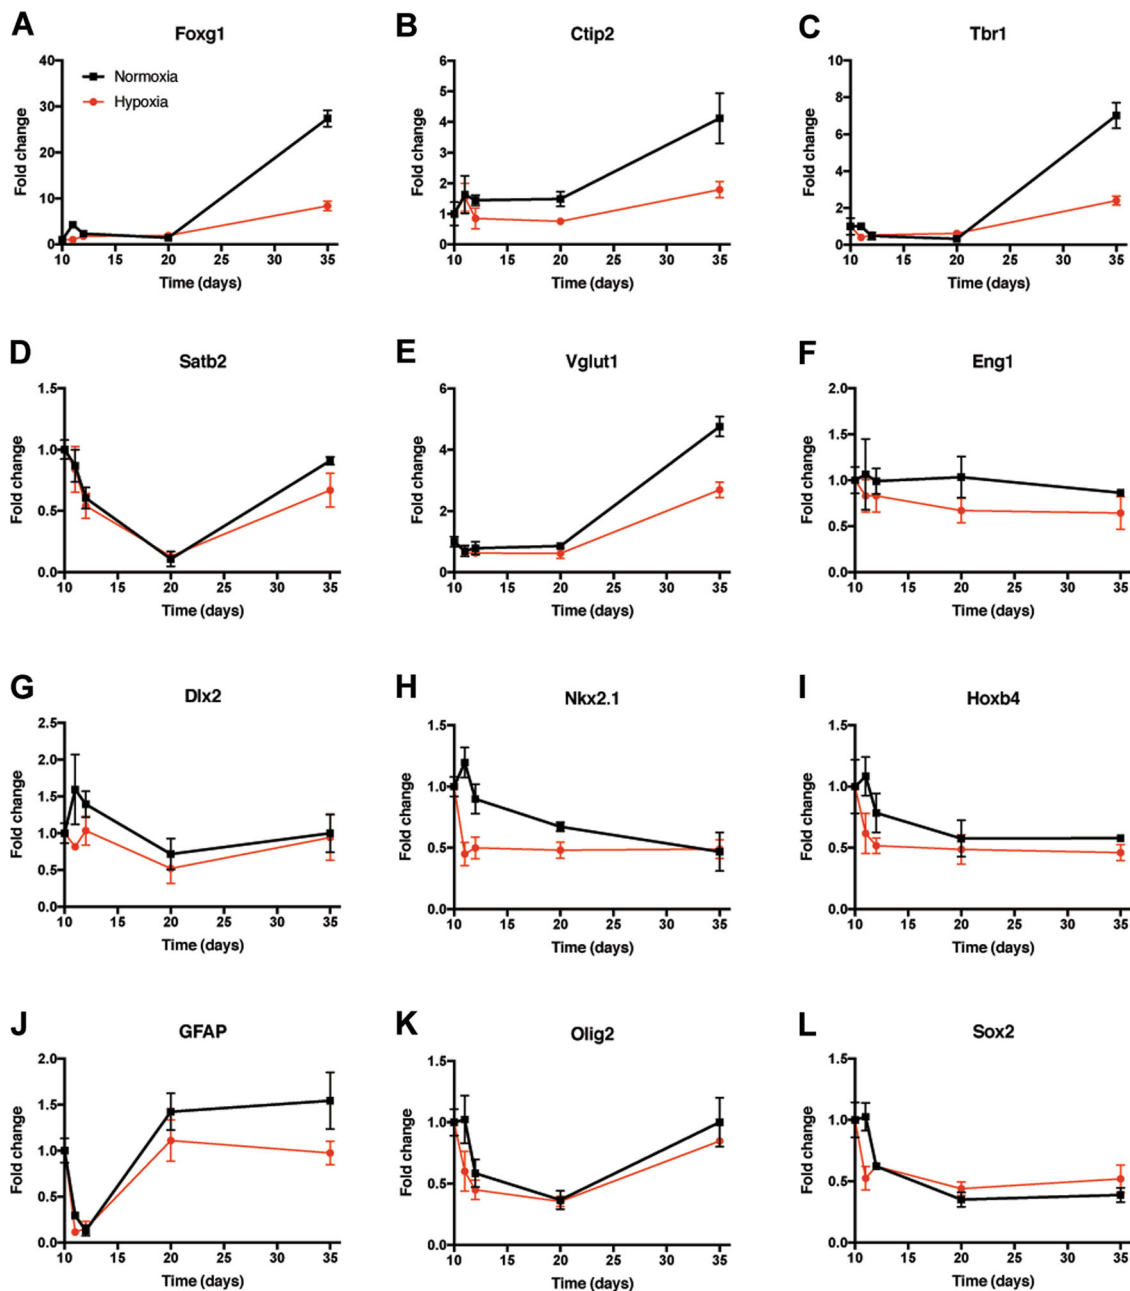 A
Foxg1
Fold change
40
30
20
10
0
Normoxia
Hypoxia
10 15 20 25 30 35
Time (days)
B
Ctip2
Fold change
6
5
4
3
2
1
0
10 15 20 25 30 35
Time (days)
C
Tbr1
Fold change
10
8
6
4
2
0
10 15 20 25 30 35
Time (days)
D
Satb2
Fold change
1.5
1.0
0.5
0.0
10 15 20 25 30 35
Time (days)
E
Vglut1
Fold change
6
4
2
0
10 15 20 25 30 35
Time (days)
F
Eng1
Fold change
2.0
1.5
1.0
0.5
0.0
10 15 20 25 30 35
Time (days)
G
Dlx2
Fold change
2.5
2.0
1.5
1.0
0.5
0.0
10 15 20 25 30 35
Time (days)
H
Nkx2.1
Fold change
1.5
1.0
0.5
0.0
10 15 20 25 30 35
Time (days)
I
Hoxb4
Fold change
1.5
1.0
0.5
0.0
10 15 20 25 30 35
Time (days)
J
GFAP
Fold change
2.0
1.5
1.0
0.5
0.0
10 15 20 25 30 35
Time (days)
K
Olig2
Fold change
1.5
1.0
0.5
0.0
10 15 20 25 30 35
Time (days)
L
Sox2
Fold change
1.5
1.0
0.5
0.0
10 15 20 25 30 35
Time (days)